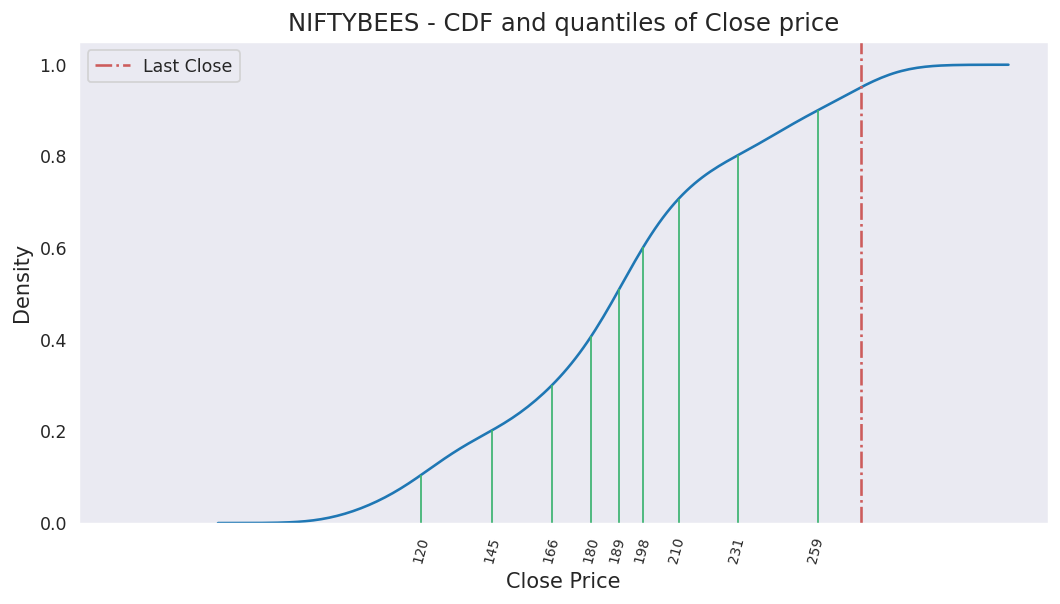 NIFTYBEES - CDF and quantiles of Close price
Last Close
Density
1.0
0.8
0.6
0.4
0.2
0.0
120 145 166 180 189 198 210 231 259
Close Price